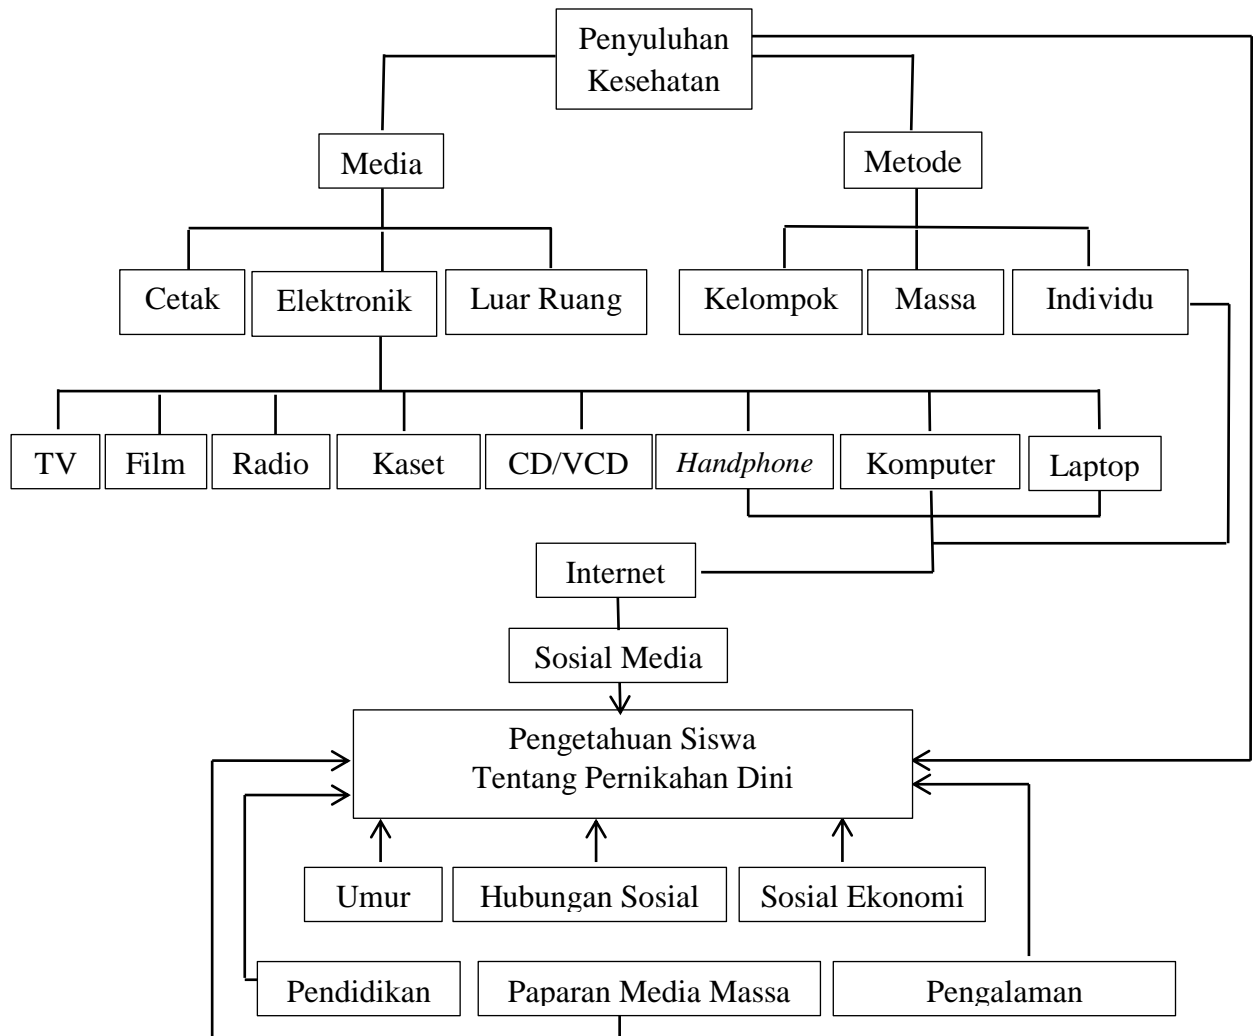 Penyuluhan
Kesehatan
Media
Metode
Cetak
Elektronik
Luar Ruang
Kelompok
Massa
Individu
TV
Film
Radio
Kaset
CD/VCD
Handphone
Komputer
Laptop
Internet
Sosial Media
Pengetahuan Siswa
Tentang Pernikahan Dini
Umur
Hubungan Sosial
Sosial Ekonomi
Pendidikan
Paparan Media Massa
Pengalaman